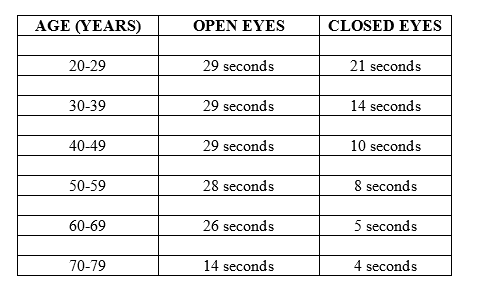 AGE (YEARS) OPEN EYES CLOSED EYES
20-29 29 seconds 21 seconds
30-39 29 seconds 14 seconds
40-49 29 seconds 10 seconds
50-59 28 seconds 8 seconds
60-69 26 seconds 5 seconds
70-79 14 seconds 4 seconds